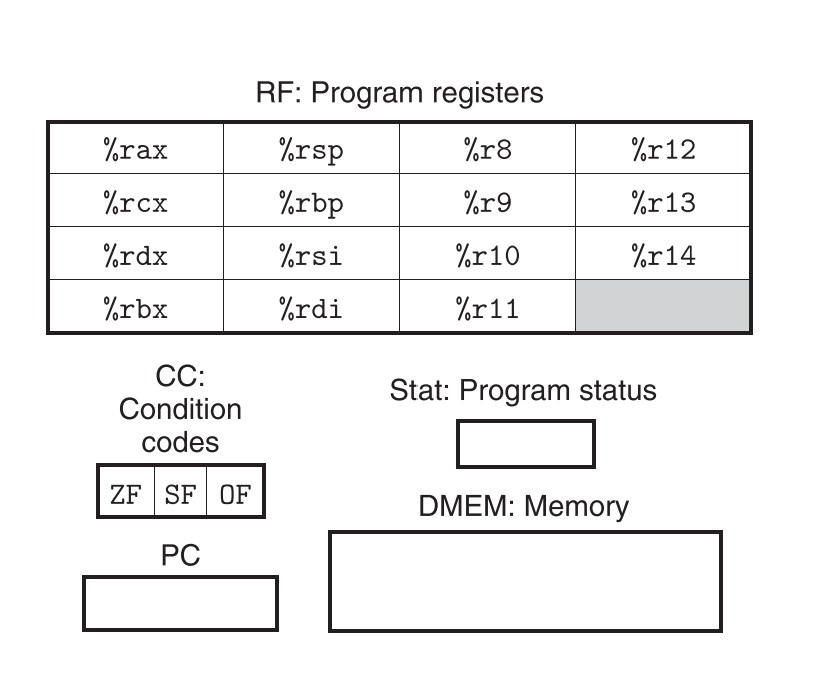 RF: Program registers
%rax %rsp %r8 %r12
%rcx %rbp %r9 %r13
%rdx %rsi %r10 %r14
%rbx %rdi %r11
CC:
Condition
codes
ZF SF OF
PC
Stat: Program status
DMEM: Memory